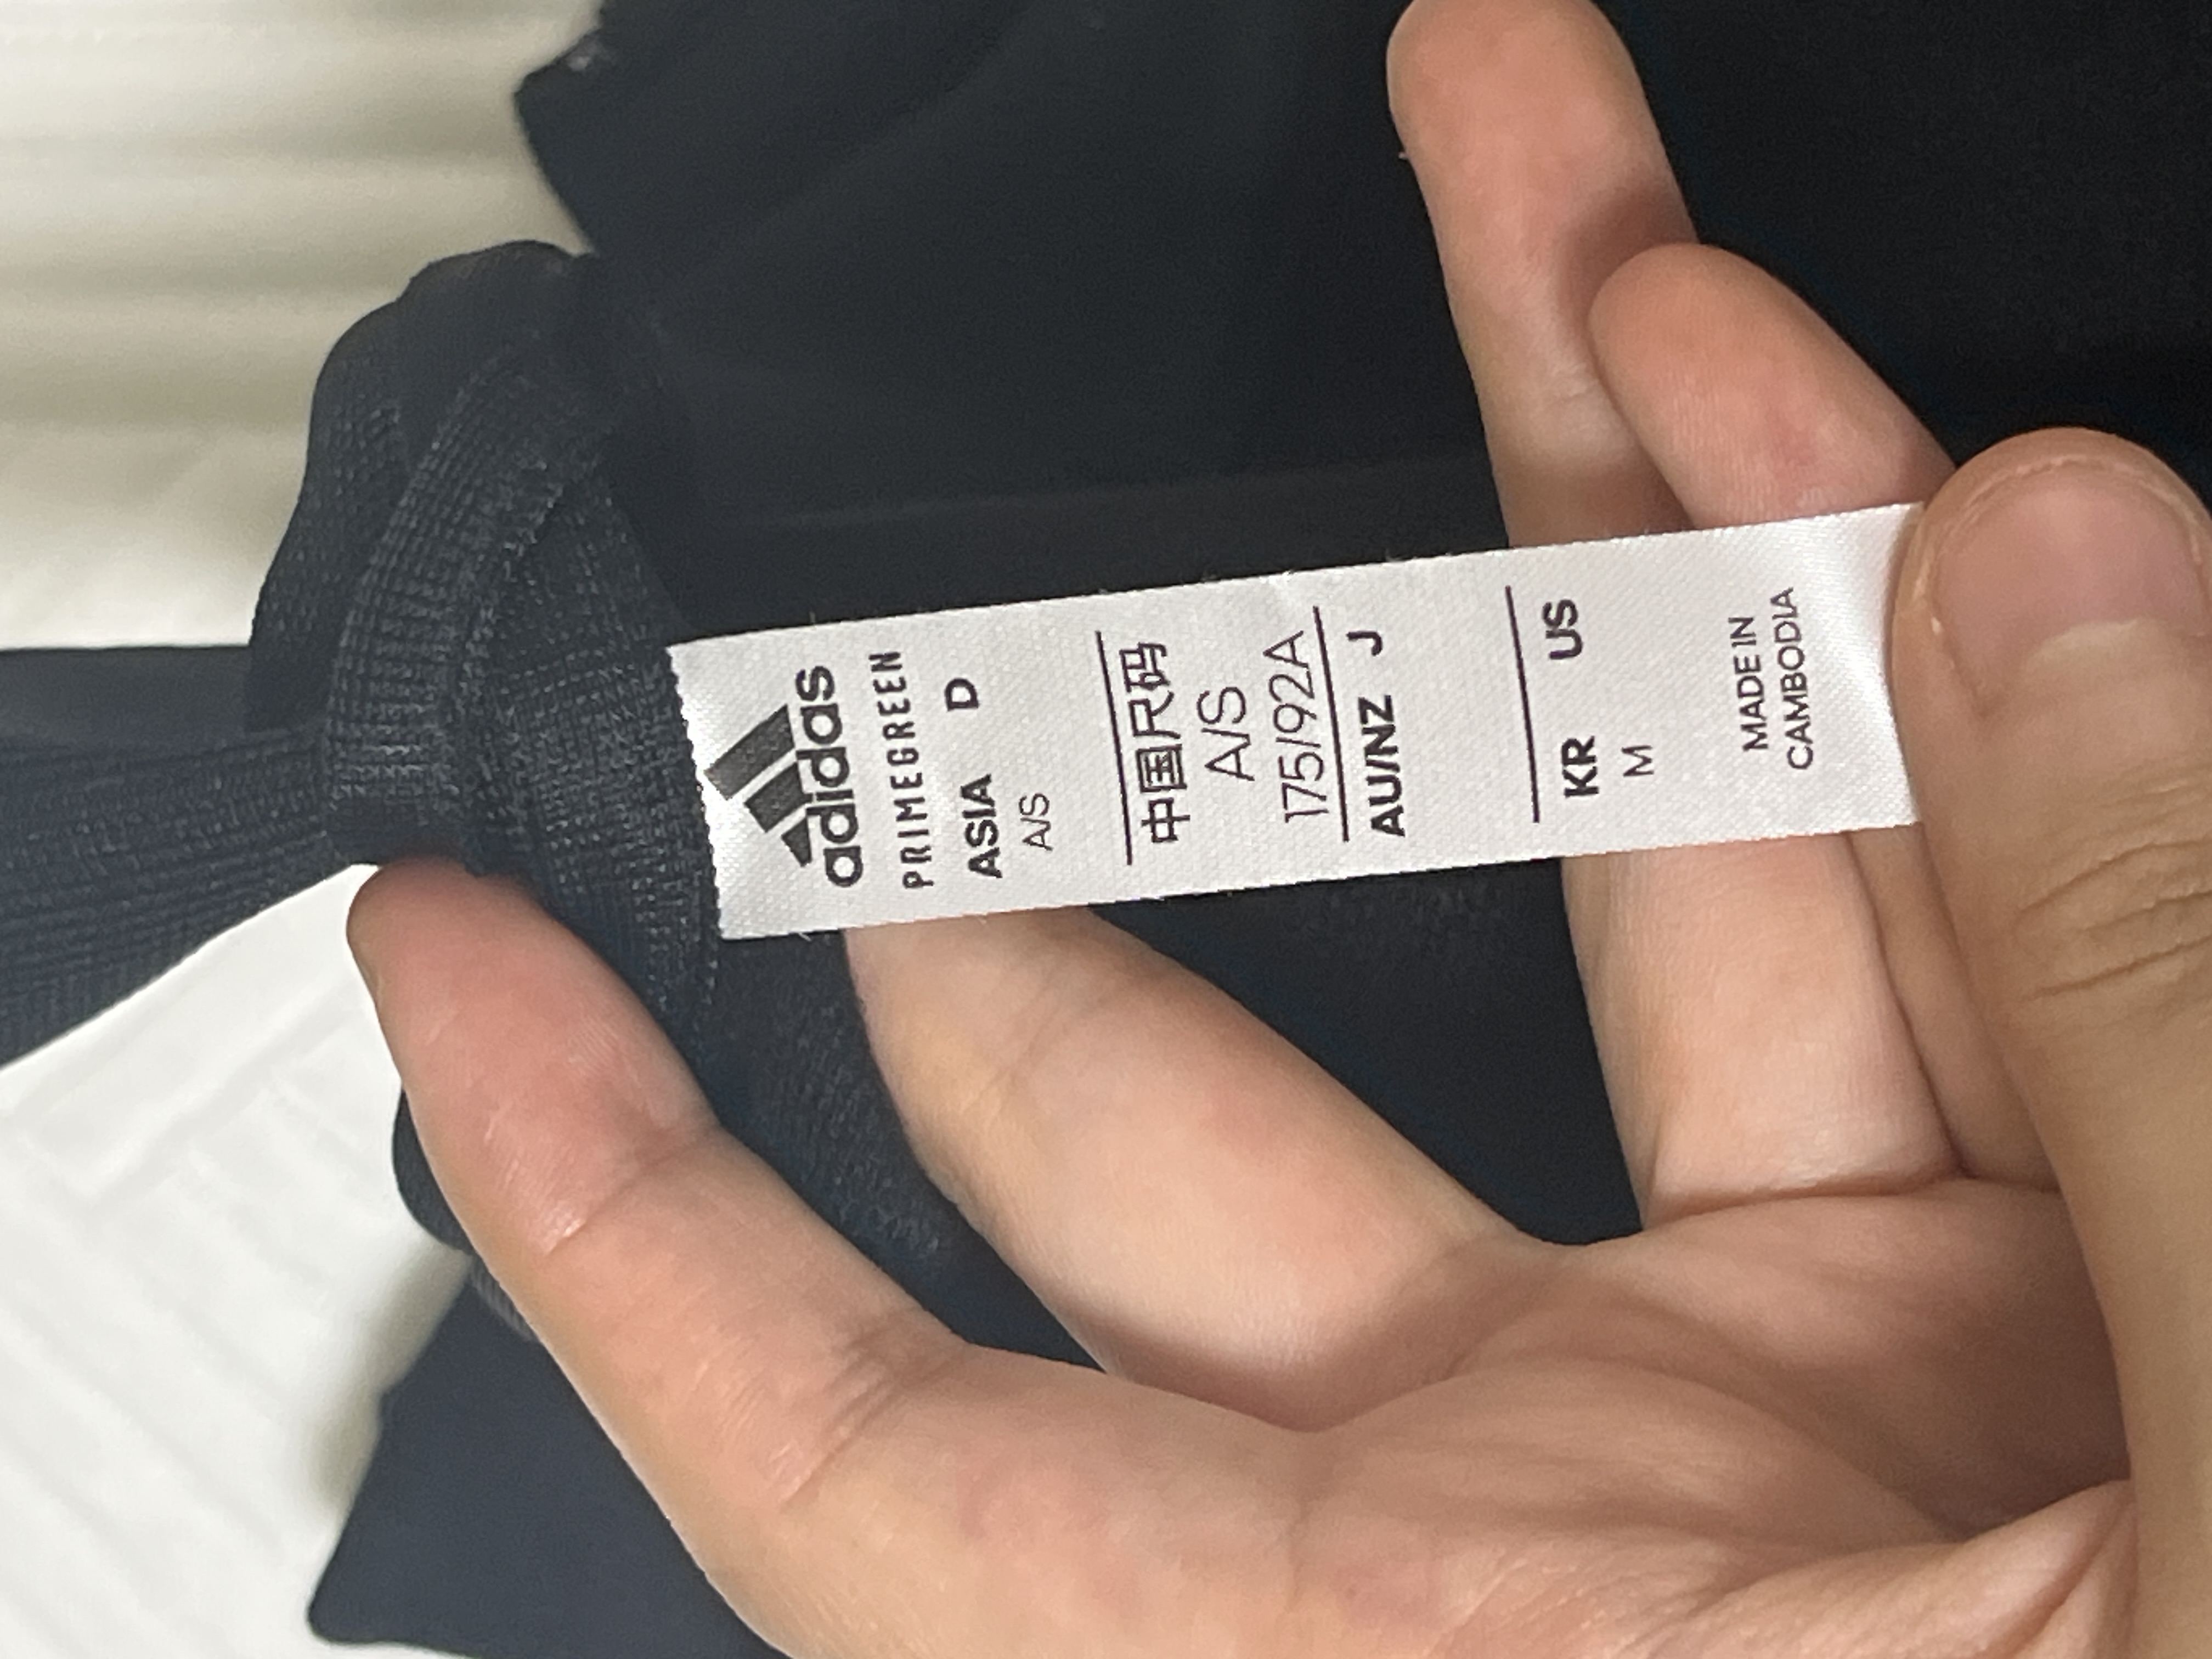 adidas
PRIMEGREEN
ASIA D
A/S
中国尺码
A/S
175/92A
AU/NZ J
KR US
M
MADE IN
CAMBODIA